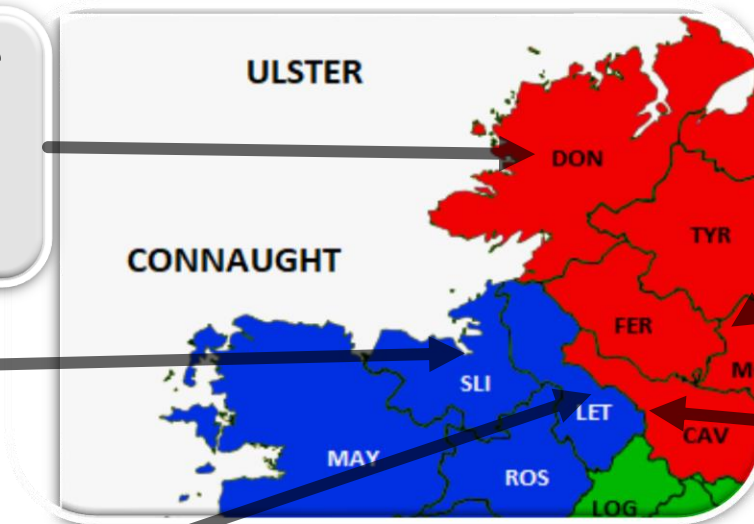 ULSTER
DON
TYR
CONNAUGHT
FER
SLI
LET
CAV
MAY
ROS
LOG